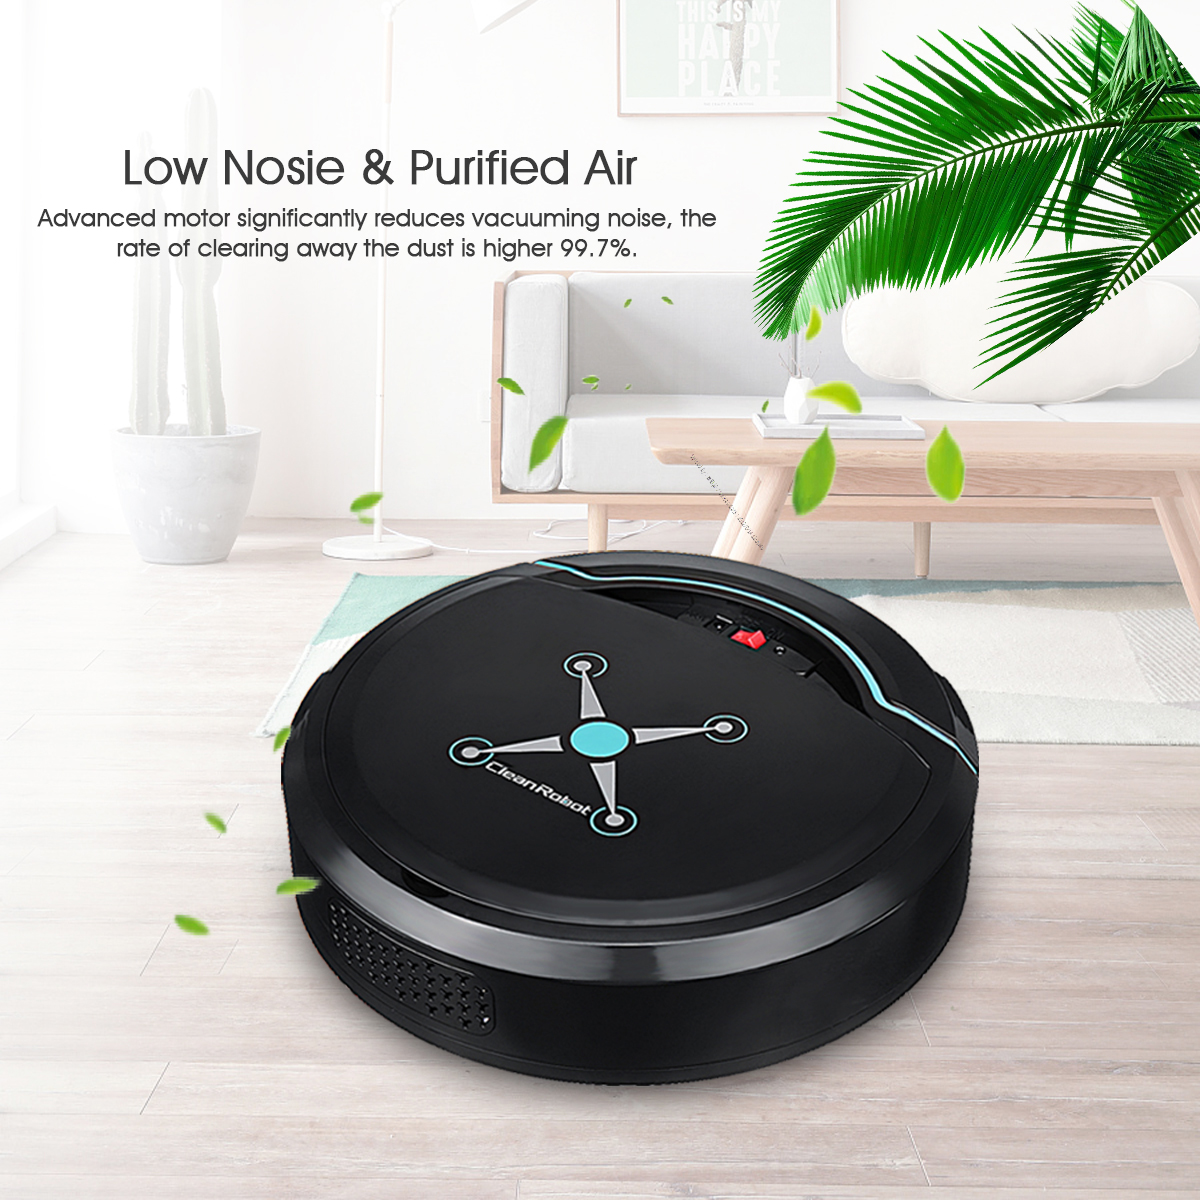 THIS IS MY
HAPPY
PLACE
Low Nosie & Purified Air
Advanced motor significantly reduces vacuuming noise, the
rate of clearing away the dust is higher 99.7%.
CleanRobot